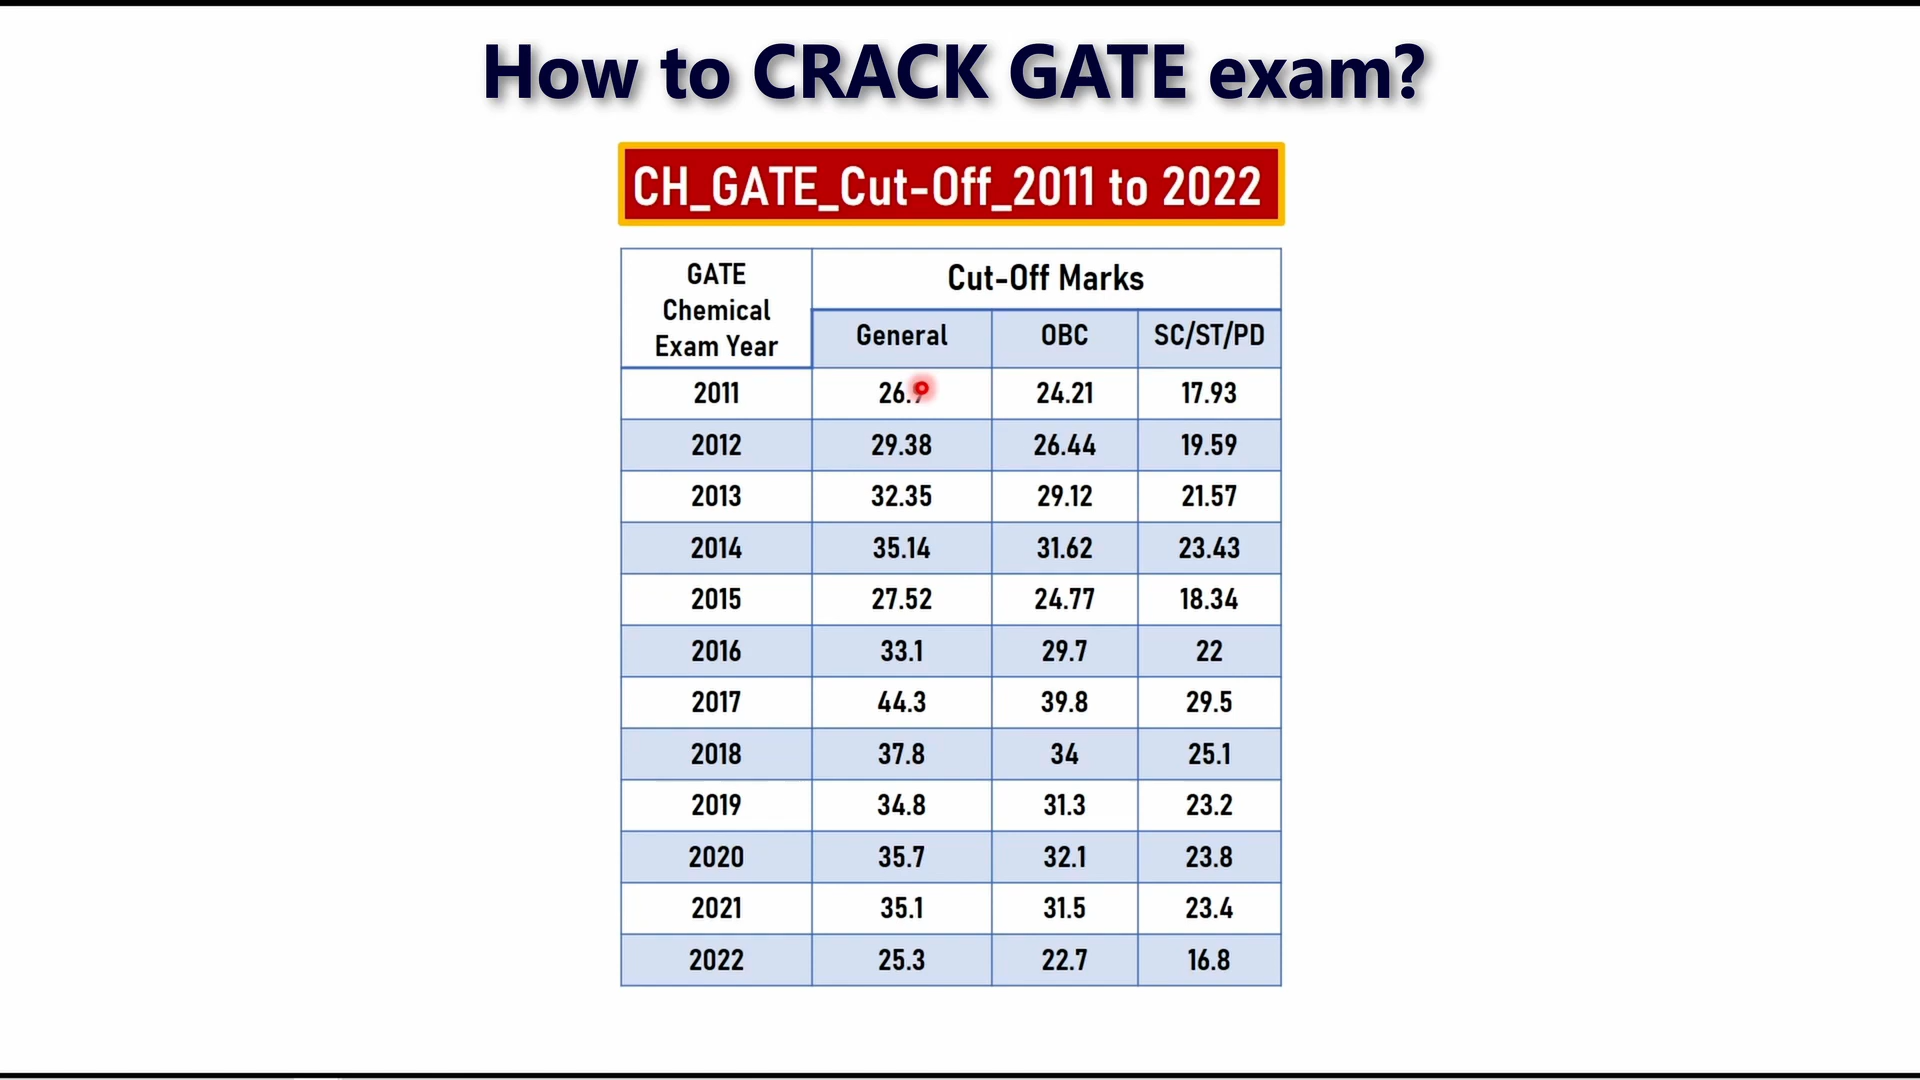 How to CRACK GATE exam?
CH_GATE_Cut-Off_2011 to 2022
GATE
Chemical
Exam Year
Cut-Off Marks
General OBC SC/ST/PD
2011 24.21 17.93
2012 29.38 26.44 19.59
2013 32.35 29.12 21.57
2014 35.14 31.62 23.43
2015 27.52 24.77 18.34
2016 33.1 29.7 22
2017 44.3 39.8 29.5
2018 37.8 34 25.1
2019 34.8 31.3 23.2
2020 35.7 32.1 23.8
2021 35.1 31.5 23.4
2022 25.3 22.7 16.8